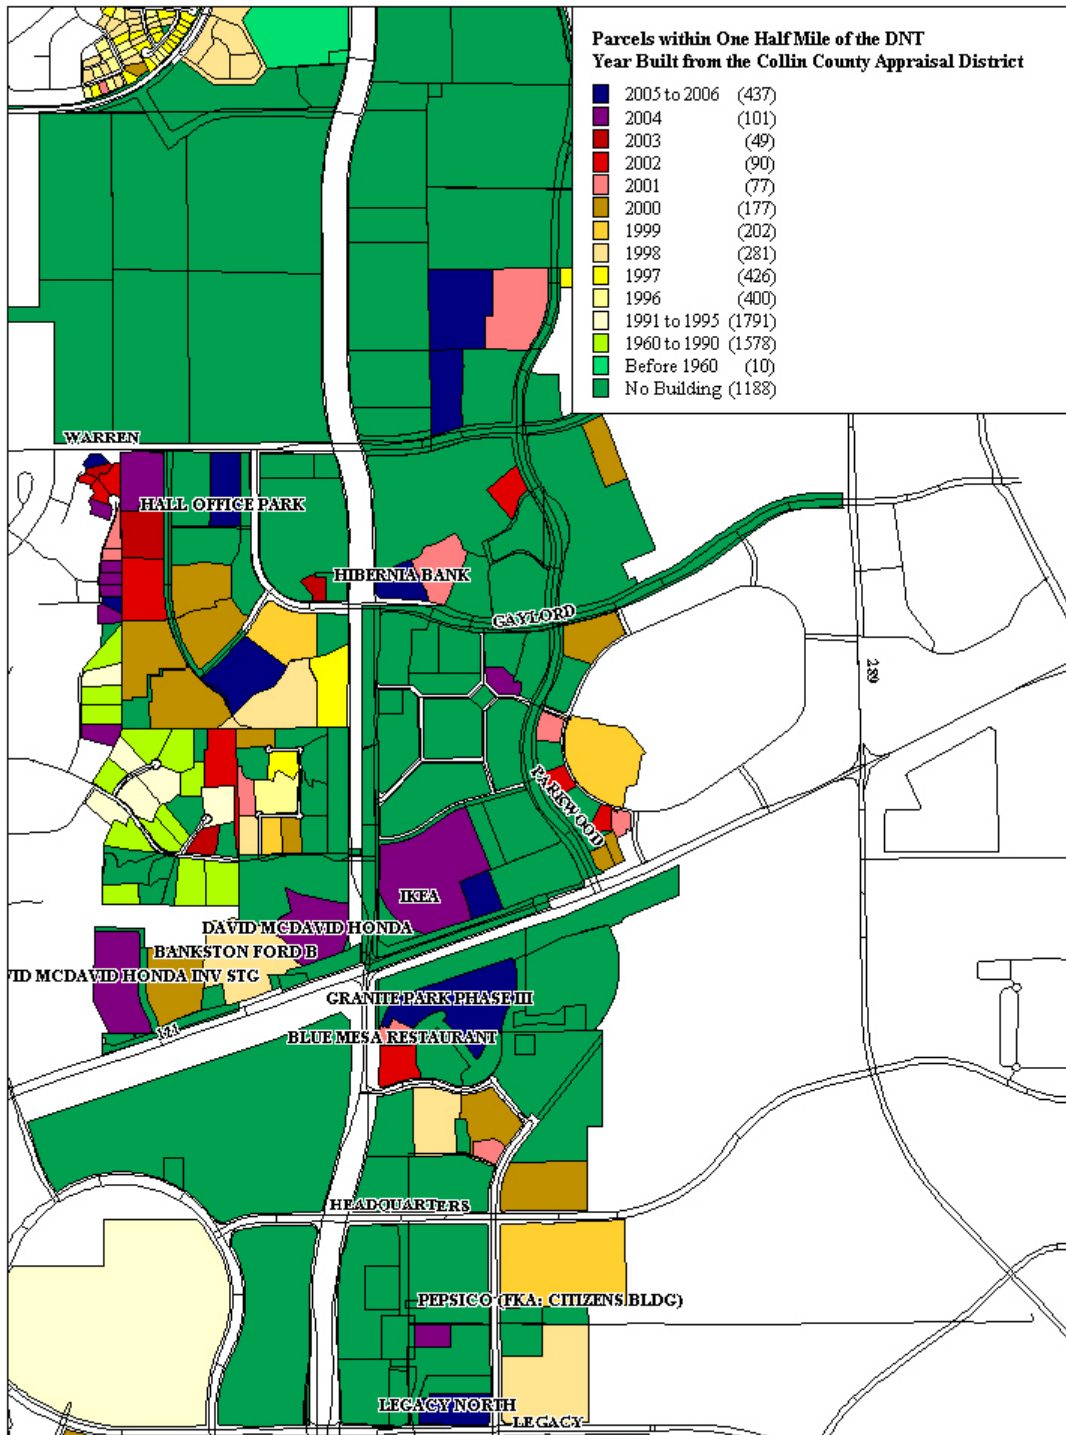 Parcels within One Half Mile of the DNT
Year Built from the Collin County Appraisal District
2005 to 2006 (437)
2004 (101)
2003 (49)
2002 (90)
2001 (77)
2000 (177)
1999 (202)
1998 (281)
1997 (426)
1996 (400)
1991 to 1995 (1791)
1960 to 1990 (1578)
Before 1960 (10)
No Building (1188)
WARREN
HALL OFFICE PARK
HIBERNIA BANK
GAYLORD
289
PARKWOOD
IKEA
DAVID MCDAVID HONDA
BANKSTON FORD B
VID MCDAVID HONDA INV STG
GRANITE PARK PHASE III
121
BLUE MESA RESTAURANT
HEADQUARTERS
PEPSICO (FKA: CITIZENS BLDG)
LEGACY NORTH
LEGACY